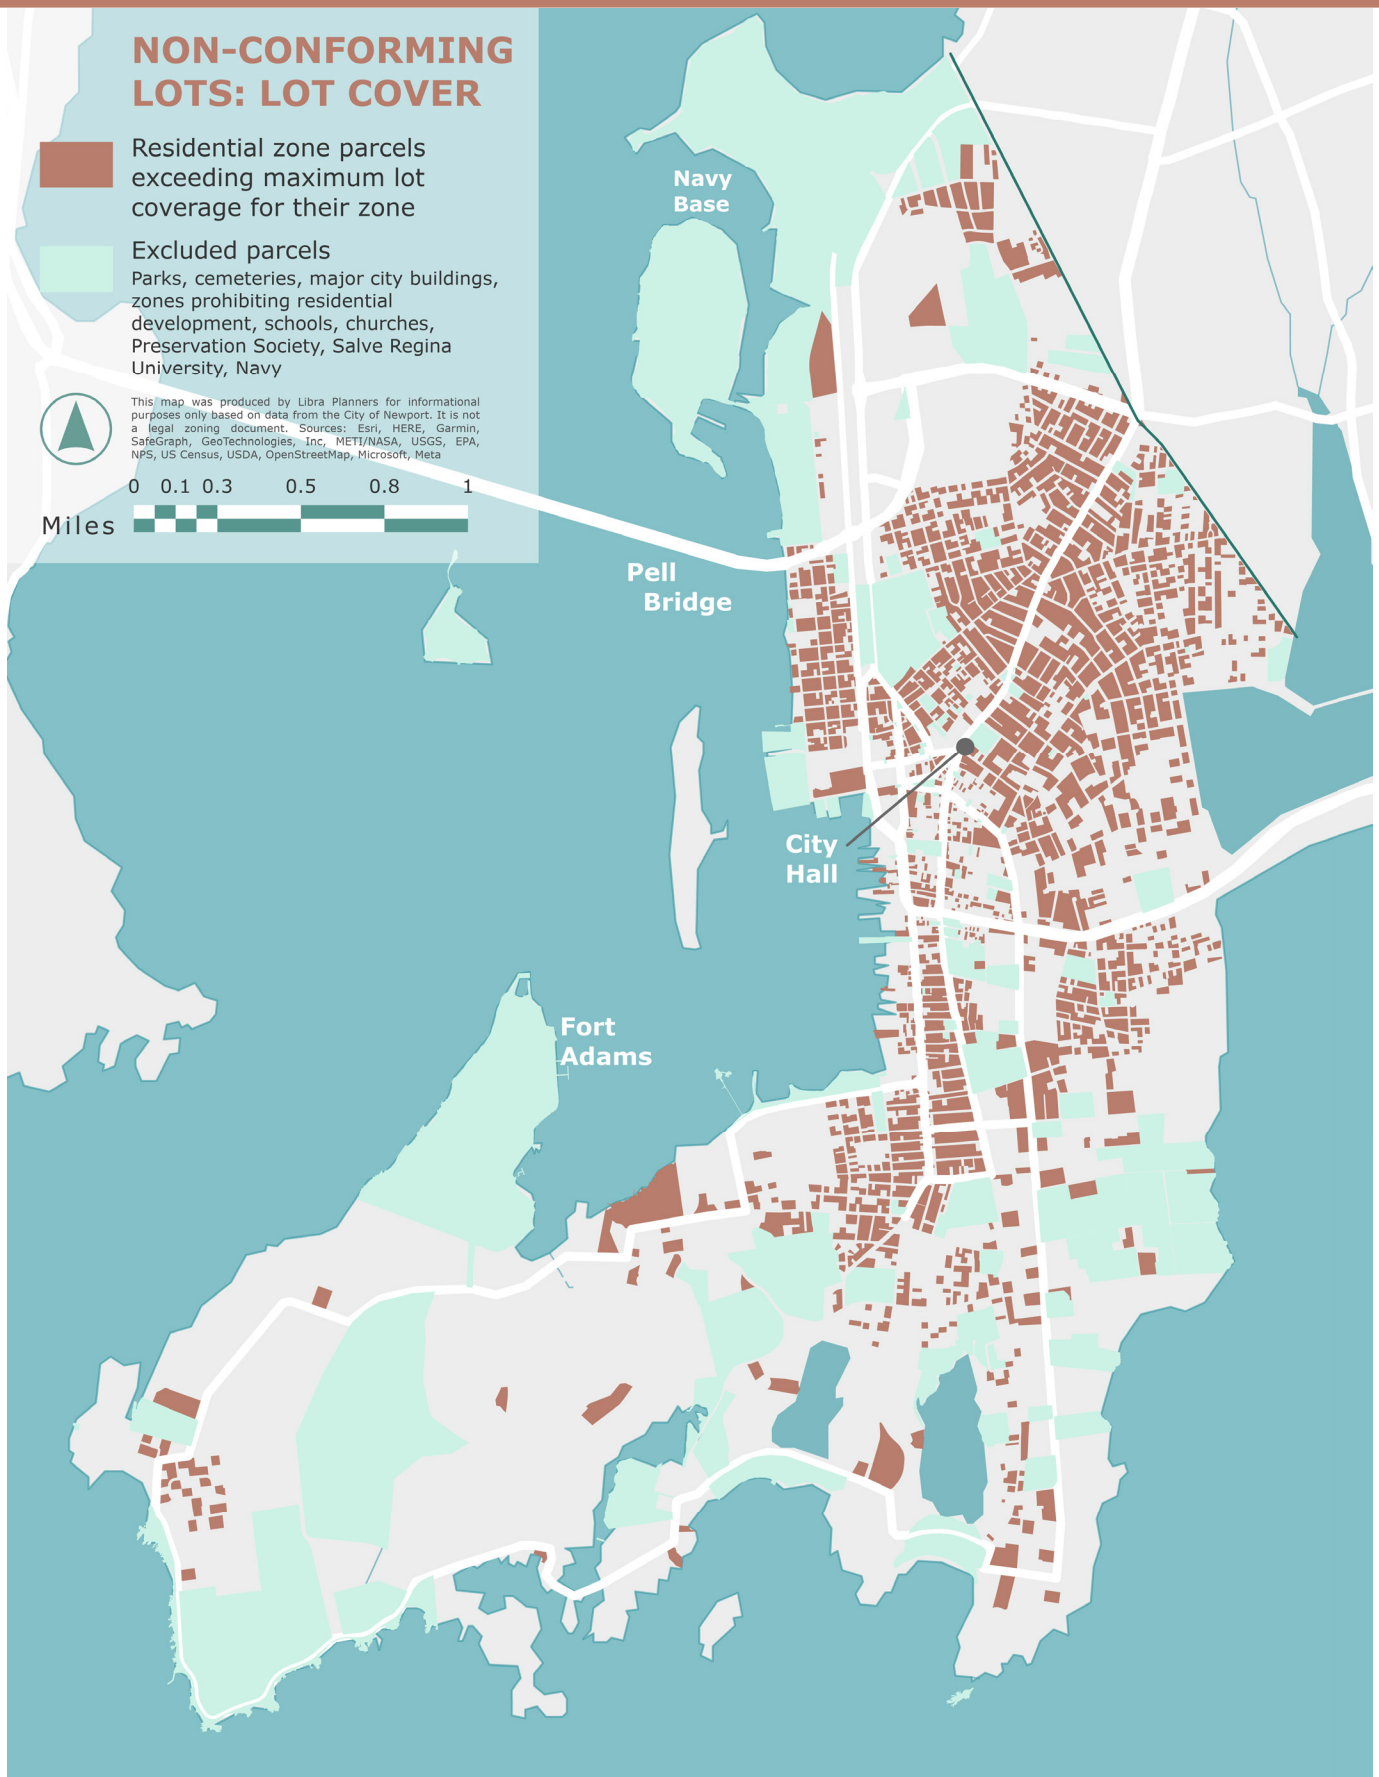 NON-CONFORMING
LOTS: LOT COVER
Residential zone parcels
exceeding maximum lot
coverage for their zone
Excluded parcels
Parks, cemeteries, major city buildings,
zones prohibiting residential
development, schools, churches,
Preservation Society, Salve Regina
University, Navy
This map was produced by Libra Planners for informational
purposes only based on data from the City of Newport. It is not
a legal zoning document. Sources: Esri, HERE, Garmin,
SafeGraph, GeoTechnologies, Inc, METI/NASA, USGS, EPA,
NPS, US Census, USDA, OpenStreetMap, Microsoft, Meta
0 0.1 0.3 0.5 0.8 1
Miles
Navy
Base
Pell
Bridge
City
Hall
Fort
Adams